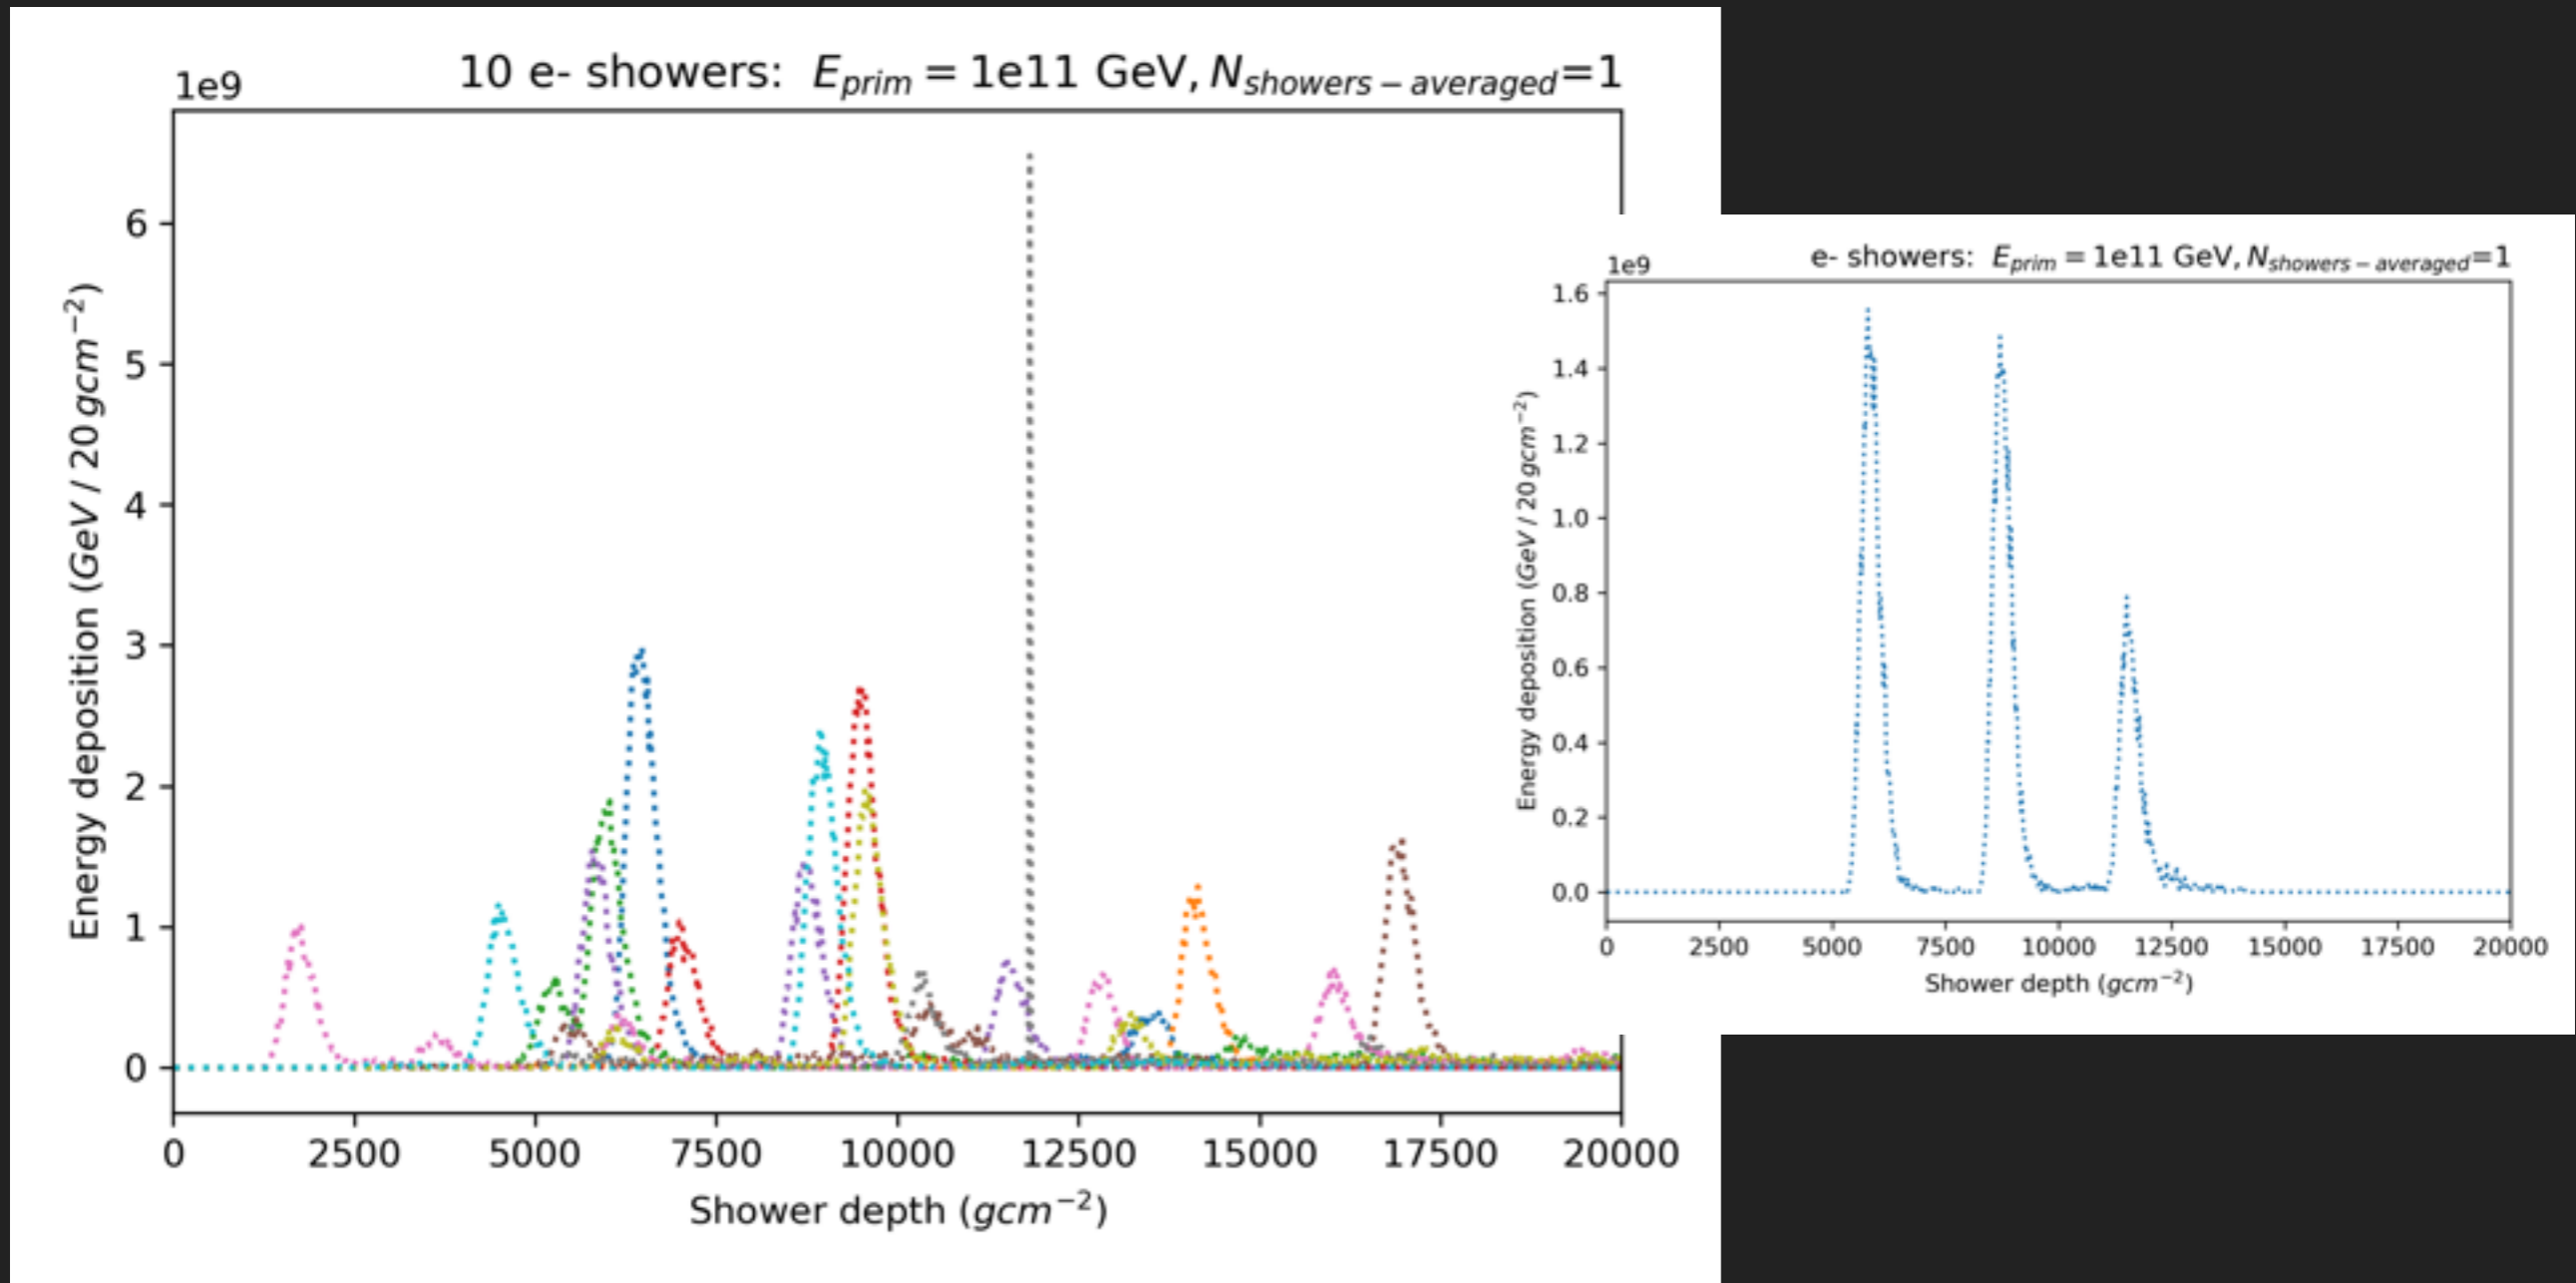 10 e- showers: E_prim = 1e11 GeV, N_showers−averaged=1
1e9
6
5
4
3
2
1
0
Energy deposition (GeV / 20 gcm⁻²)
0 2500 5000 7500 10000 12500 15000 17500 20000
Shower depth (gcm⁻²)
e- showers: E_prim = 1e11 GeV, N_showers−averaged=1
1e9
1.6
1.4
1.2
1.0
0.8
0.6
0.4
0.2
0.0
Energy deposition (GeV / 20 gcm⁻²)
0 2500 5000 7500 10000 12500 15000 17500 20000
Shower depth (gcm⁻²)